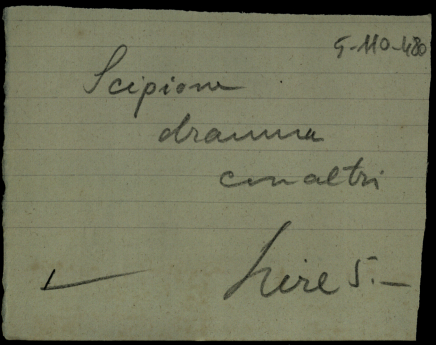 5-110-480
Scipione
dramma
con altri
Lire 5.—